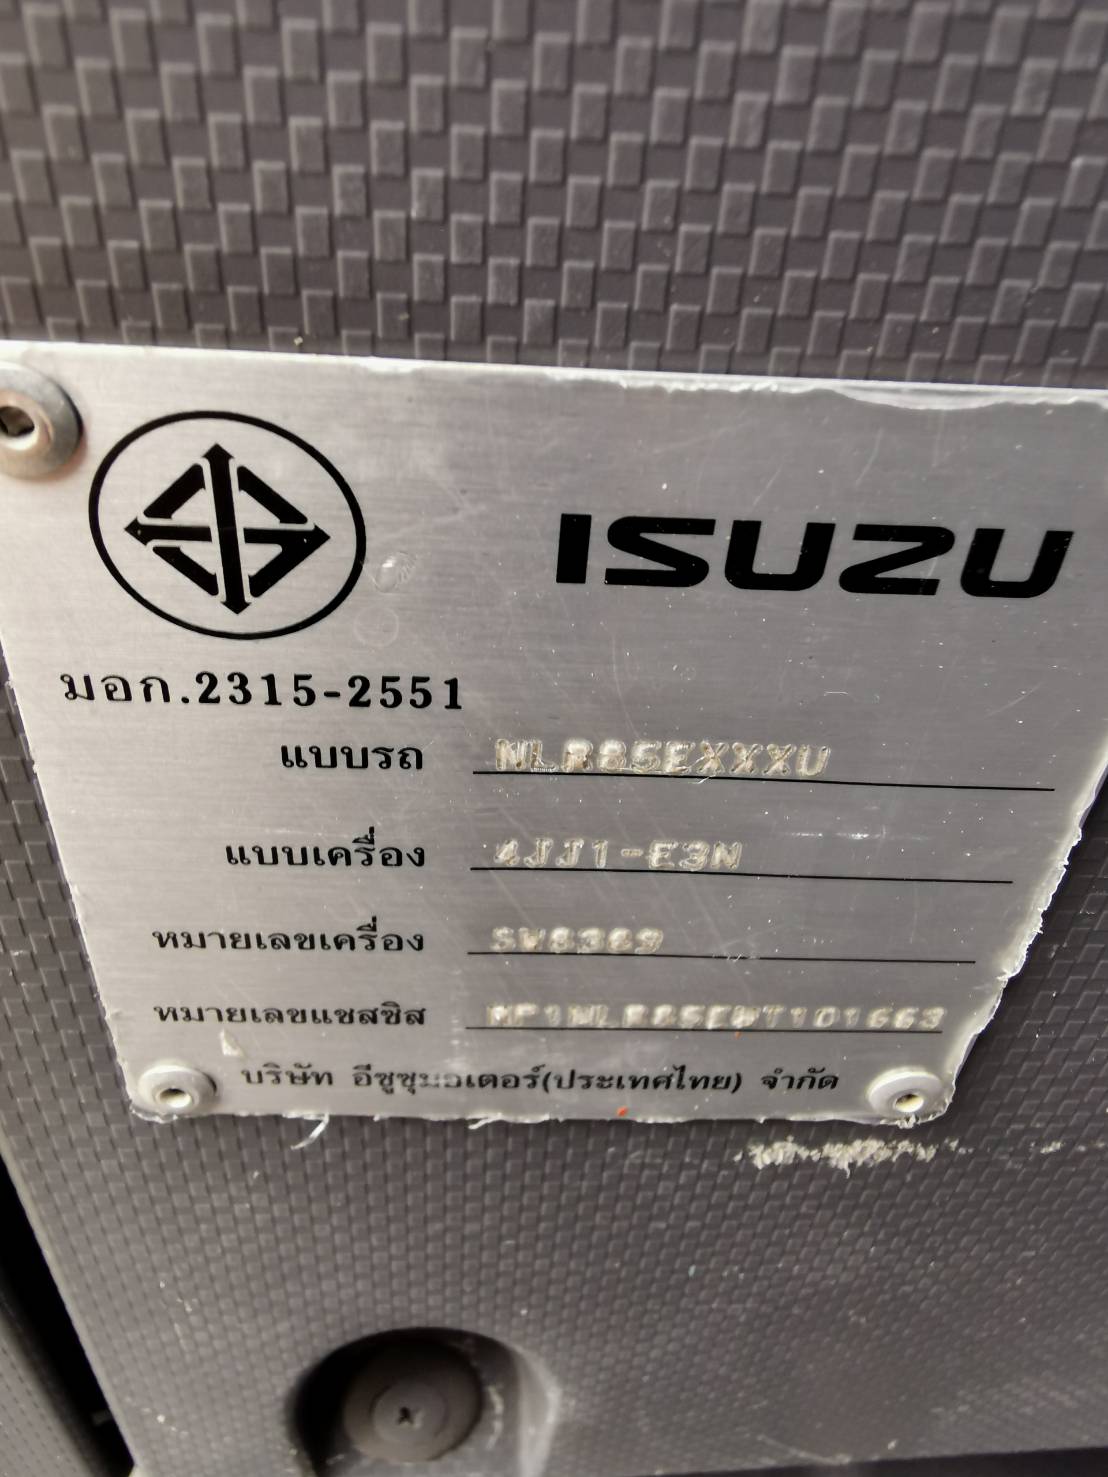 ISUZU
มอก.2315-2551
แบบรถ NLR85EXXXU
แบบเครื่อง 4JJ1-E3N
หมายเลขเครื่อง SW8389
หมายเลขแชสซิส MP1NLR85EWT101663
บริษัท อีซูซุมอเตอร์(ประเทศไทย) จำกัด